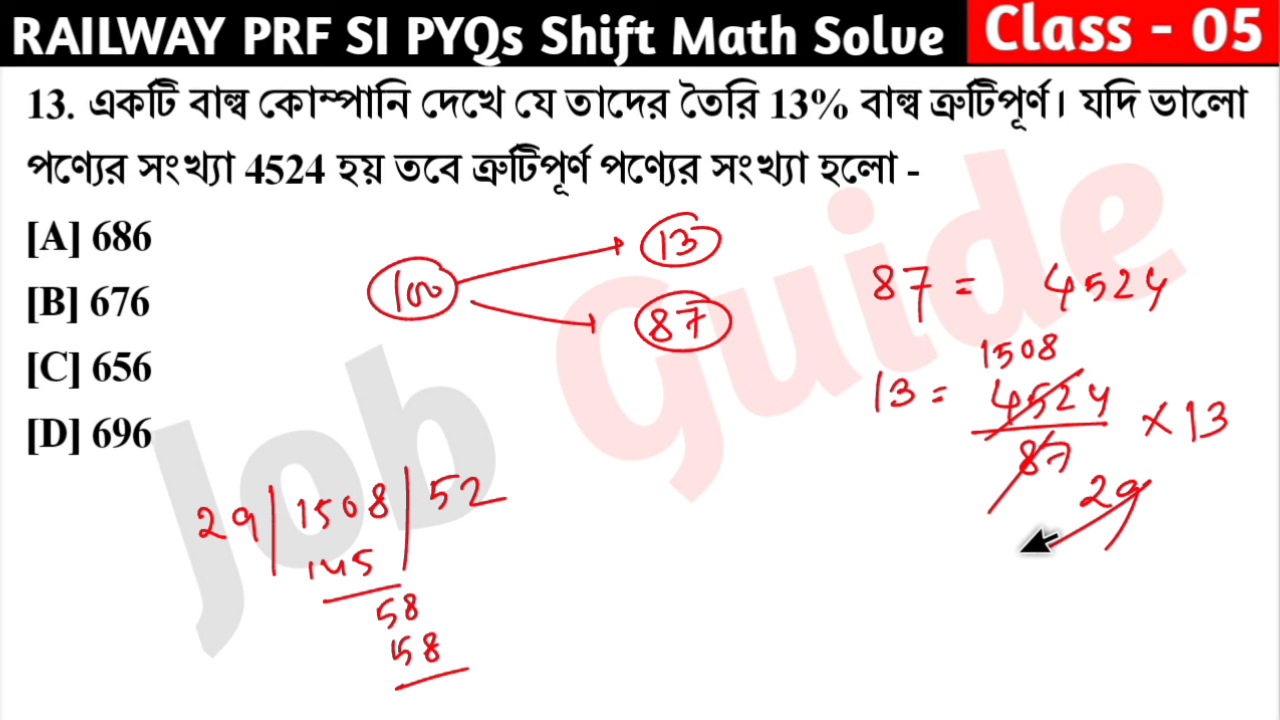 RAILWAY PRF SI PYQs Shift Math Solve
Class - 05
13. একটি বাল্ব কোম্পানি দেখে যে তাদের তৈরি 13% বাল্ব ত্রুটিপূর্ণ। যদি ভালো
পণ্যের সংখ্যা 4524 হয় তবে ত্রুটিপূর্ণ পণ্যের সংখ্যা হলো -
[A] 686
[B] 676
[C] 656
[D] 696
Job Guide
100
13
87
87 = 4524
1508
13 = 4524 × 13
87
29
29 | 1508 | 52
145
58
58